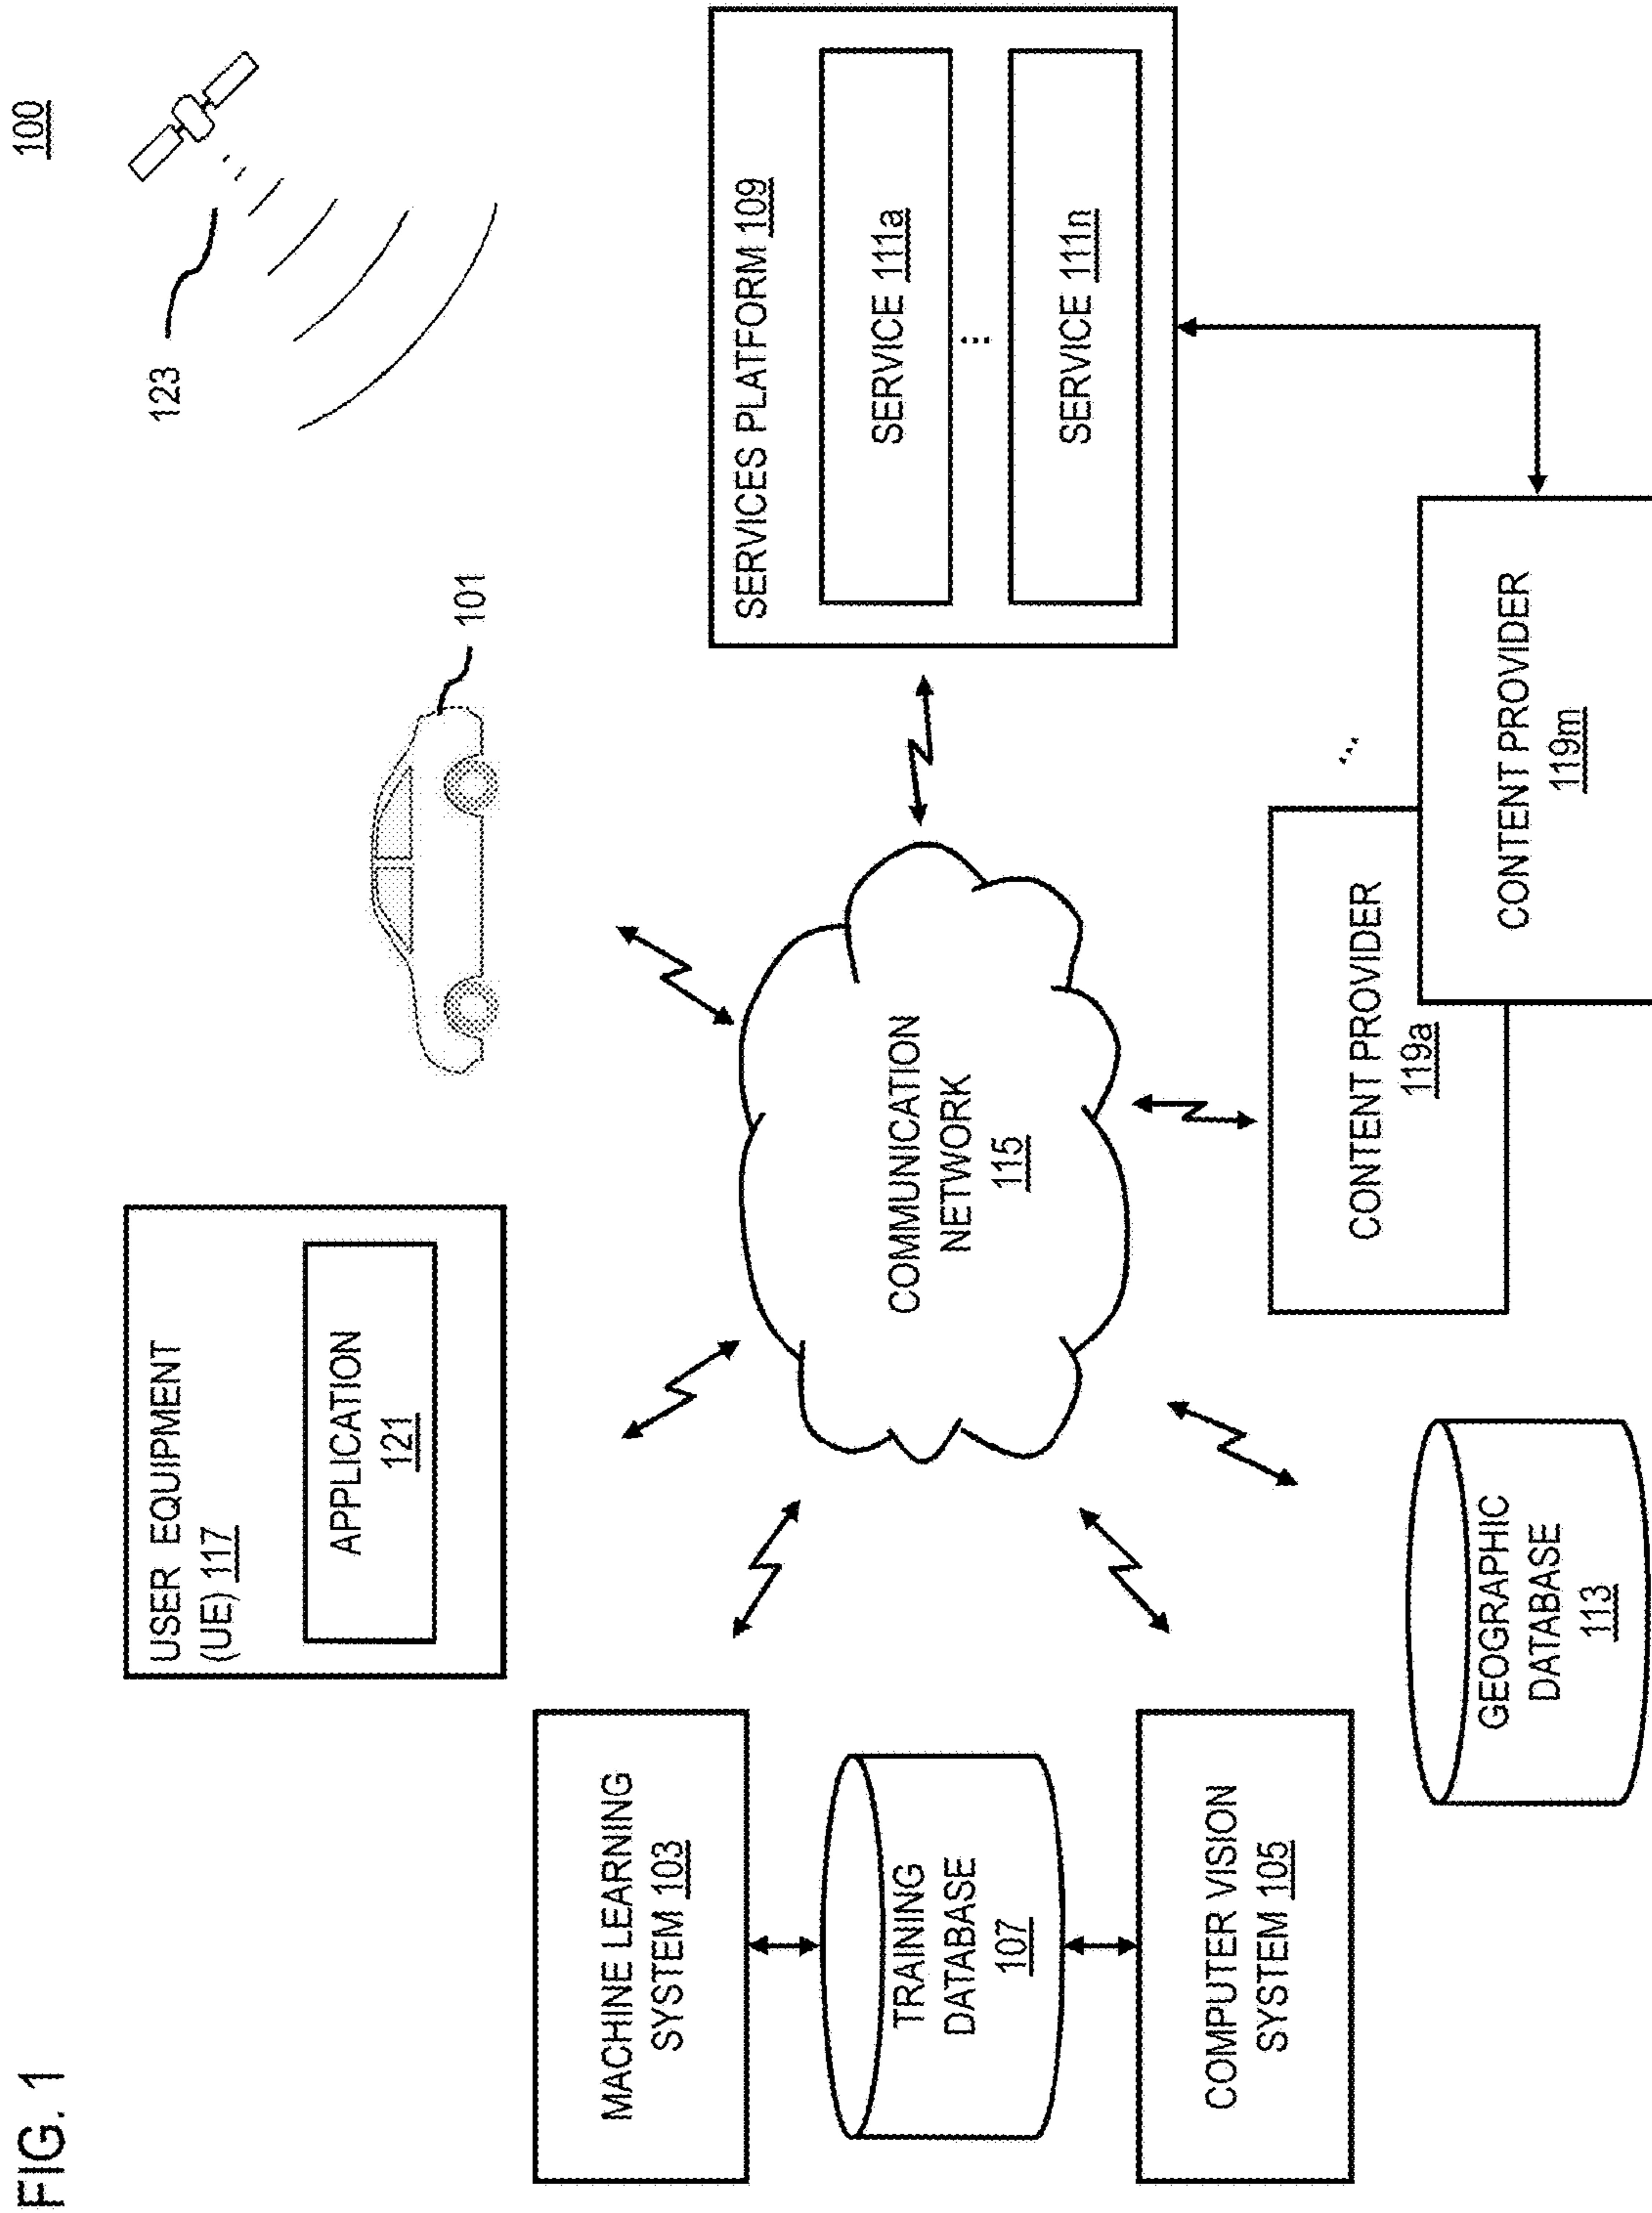 FIG. 1
100
USER EQUIPMENT
(UE) 117
APPLICATION
121
101
123
MACHINE LEARNING
SYSTEM 103
TRAINING
DATABASE
107
COMPUTER VISION
SYSTEM 105
COMMUNICATION
NETWORK
115
SERVICES PLATFORM 109
SERVICE 111a
...
SERVICE 111n
GEOGRAPHIC
DATABASE
113
CONTENT PROVIDER
119a
...
CONTENT PROVIDER
119m